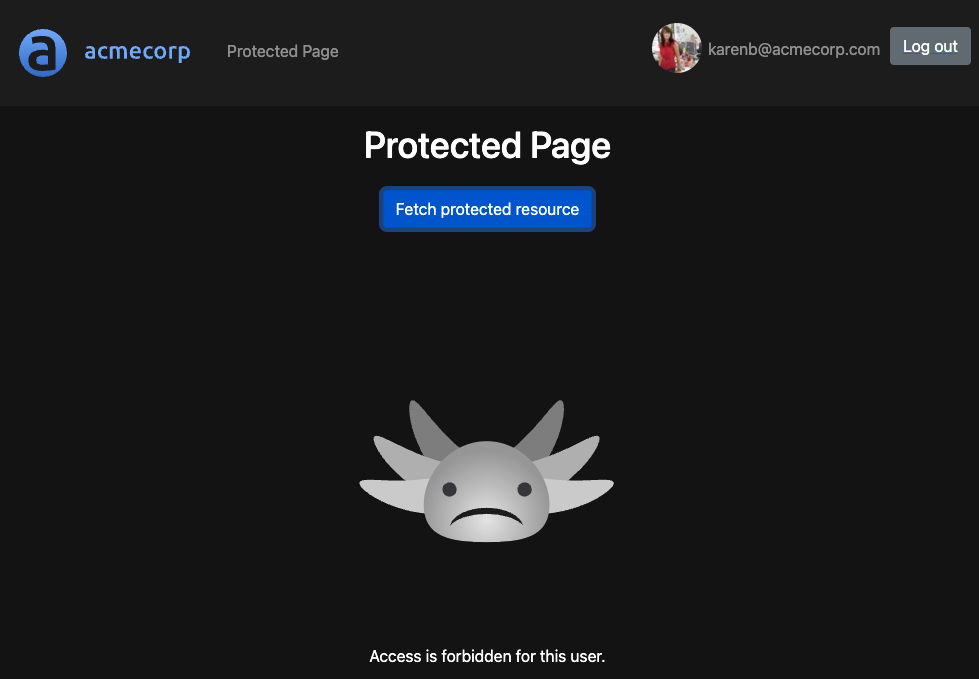 a acmecorp Protected Page karenb@acmecorp.com Log out
Protected Page
Fetch protected resource
Access is forbidden for this user.